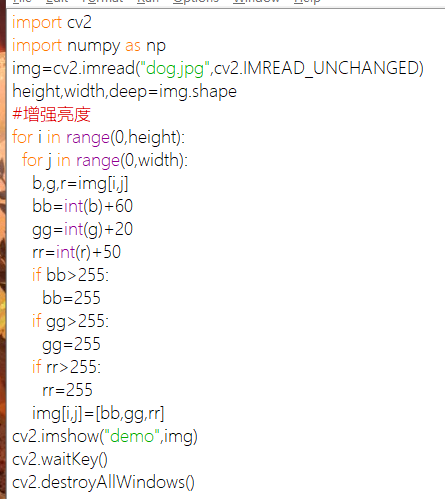 File Edit Format Run Options Window Help
import cv2
import numpy as np
img=cv2.imread("dog.jpg",cv2.IMREAD_UNCHANGED)
height,width,deep=img.shape
#增强亮度
for i in range(0,height):
  for j in range(0,width):
    b,g,r=img[i,j]
    bb=int(b)+60
    gg=int(g)+20
    rr=int(r)+50
    if bb>255:
      bb=255
    if gg>255:
      gg=255
    if rr>255:
      rr=255
    img[i,j]=[bb,gg,rr]
cv2.imshow("demo",img)
cv2.waitKey()
cv2.destroyAllWindows()